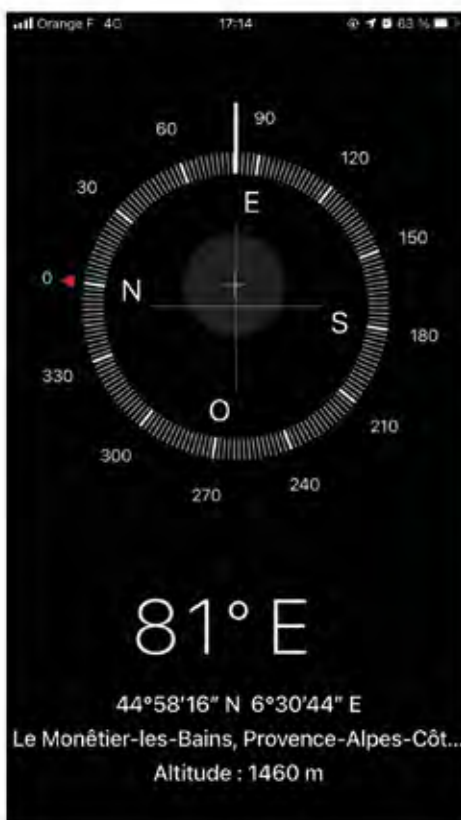 Orange F 4G 17:14 63 %
60 90
30 120
E
150
0 N
S
180
330
O
210
300
270 240
81° E
44°58'16" N 6°30'44" E
Le Monêtier-les-Bains, Provence-Alpes-Côt...
Altitude : 1460 m